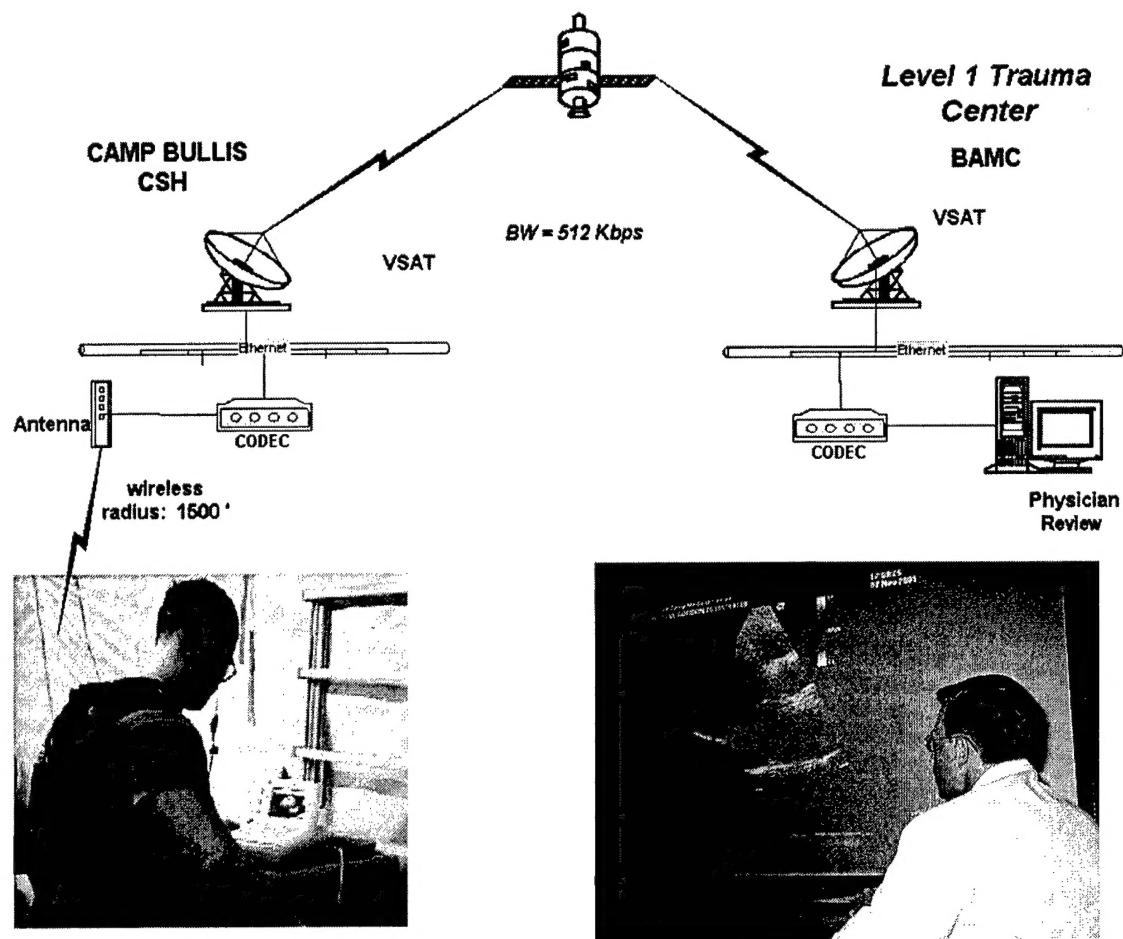 Level 1 Trauma
Center
BAMC
CAMP BULLIS
CSH
VSAT
BW = 512 Kbps
VSAT
Ethernet
Ethernet
Antenna
CODEC
CODEC
wireless
radius: 1500 '
Physician
Review